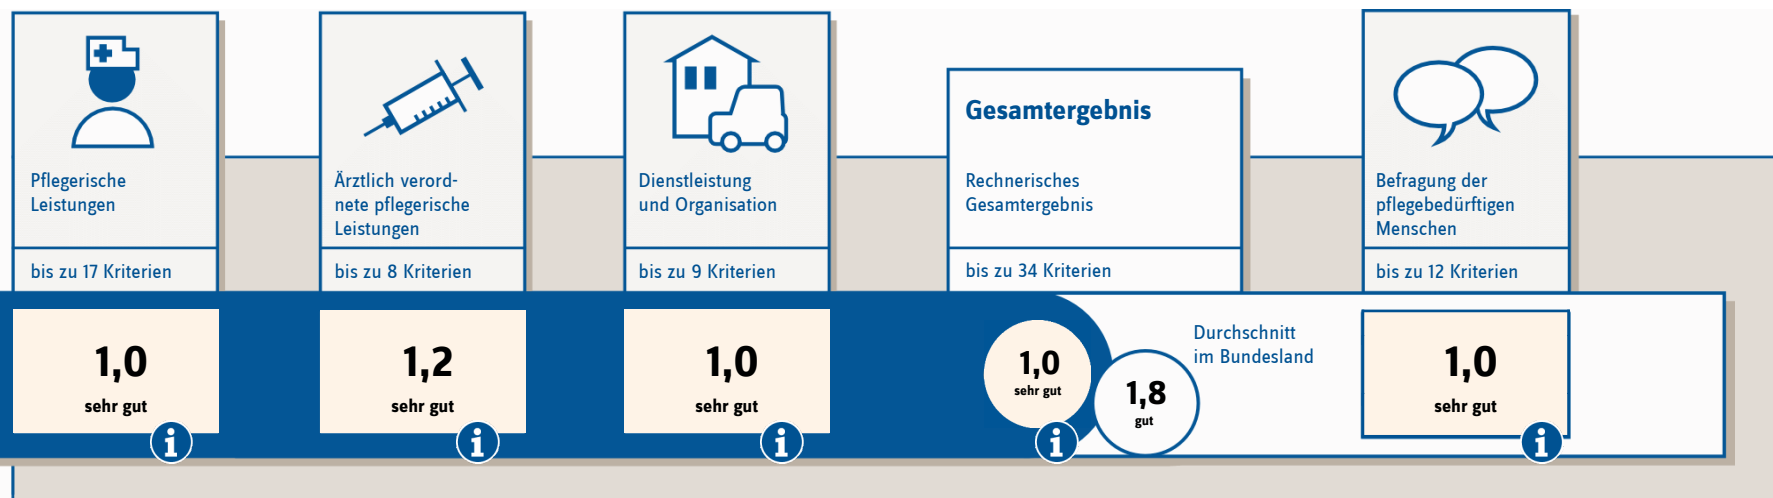 Pflegerische
Leistungen
bis zu 17 Kriterien
1,0
sehr gut
i
Ärztlich verord-
nete pflegerische
Leistungen
bis zu 8 Kriterien
1,2
sehr gut
i
Dienstleistung
und Organisation
bis zu 9 Kriterien
1,0
sehr gut
i
Gesamtergebnis
Rechnerisches
Gesamtergebnis
bis zu 34 Kriterien
1,0
sehr gut
i
1,8
gut
Durchschnitt
im Bundesland
Befragung der
pflegebedürftigen
Menschen
bis zu 12 Kriterien
1,0
sehr gut
i